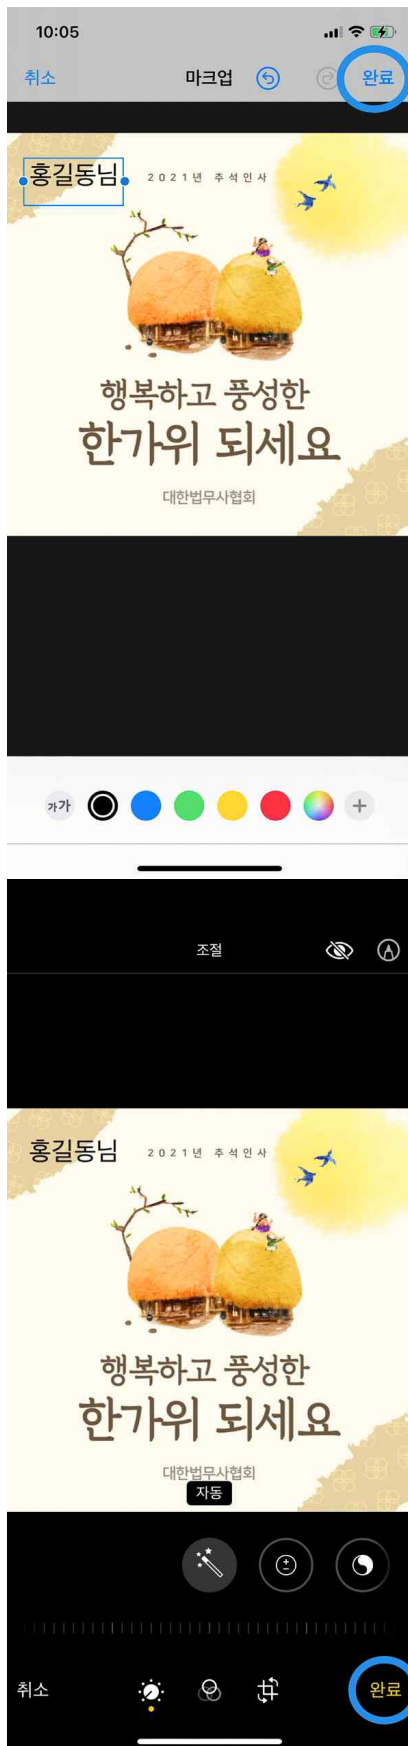 10:05
취소 마크업 완료
홍길동님
2021년 추석인사
행복하고 풍성한
한가위 되세요
대한법무사협회
가가
조절
홍길동님
2021년 추석인사
행복하고 풍성한
한가위 되세요
대한법무사협회
자동
취소 완료